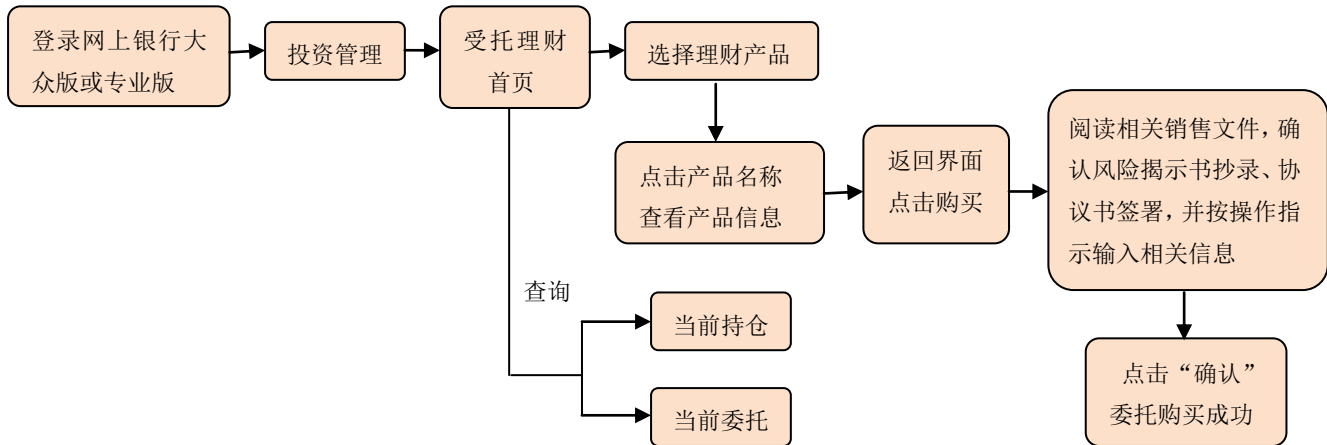 登录网上银行大
众版或专业版
投资管理
受托理财
首页
选择理财产品
点击产品名称
查看产品信息
返回界面
点击购买
阅读相关销售文件，确
认风险揭示书抄录、协
议书签署，并按操作指
示输入相关信息
点击“确认”
委托购买成功
查询
当前持仓
当前委托